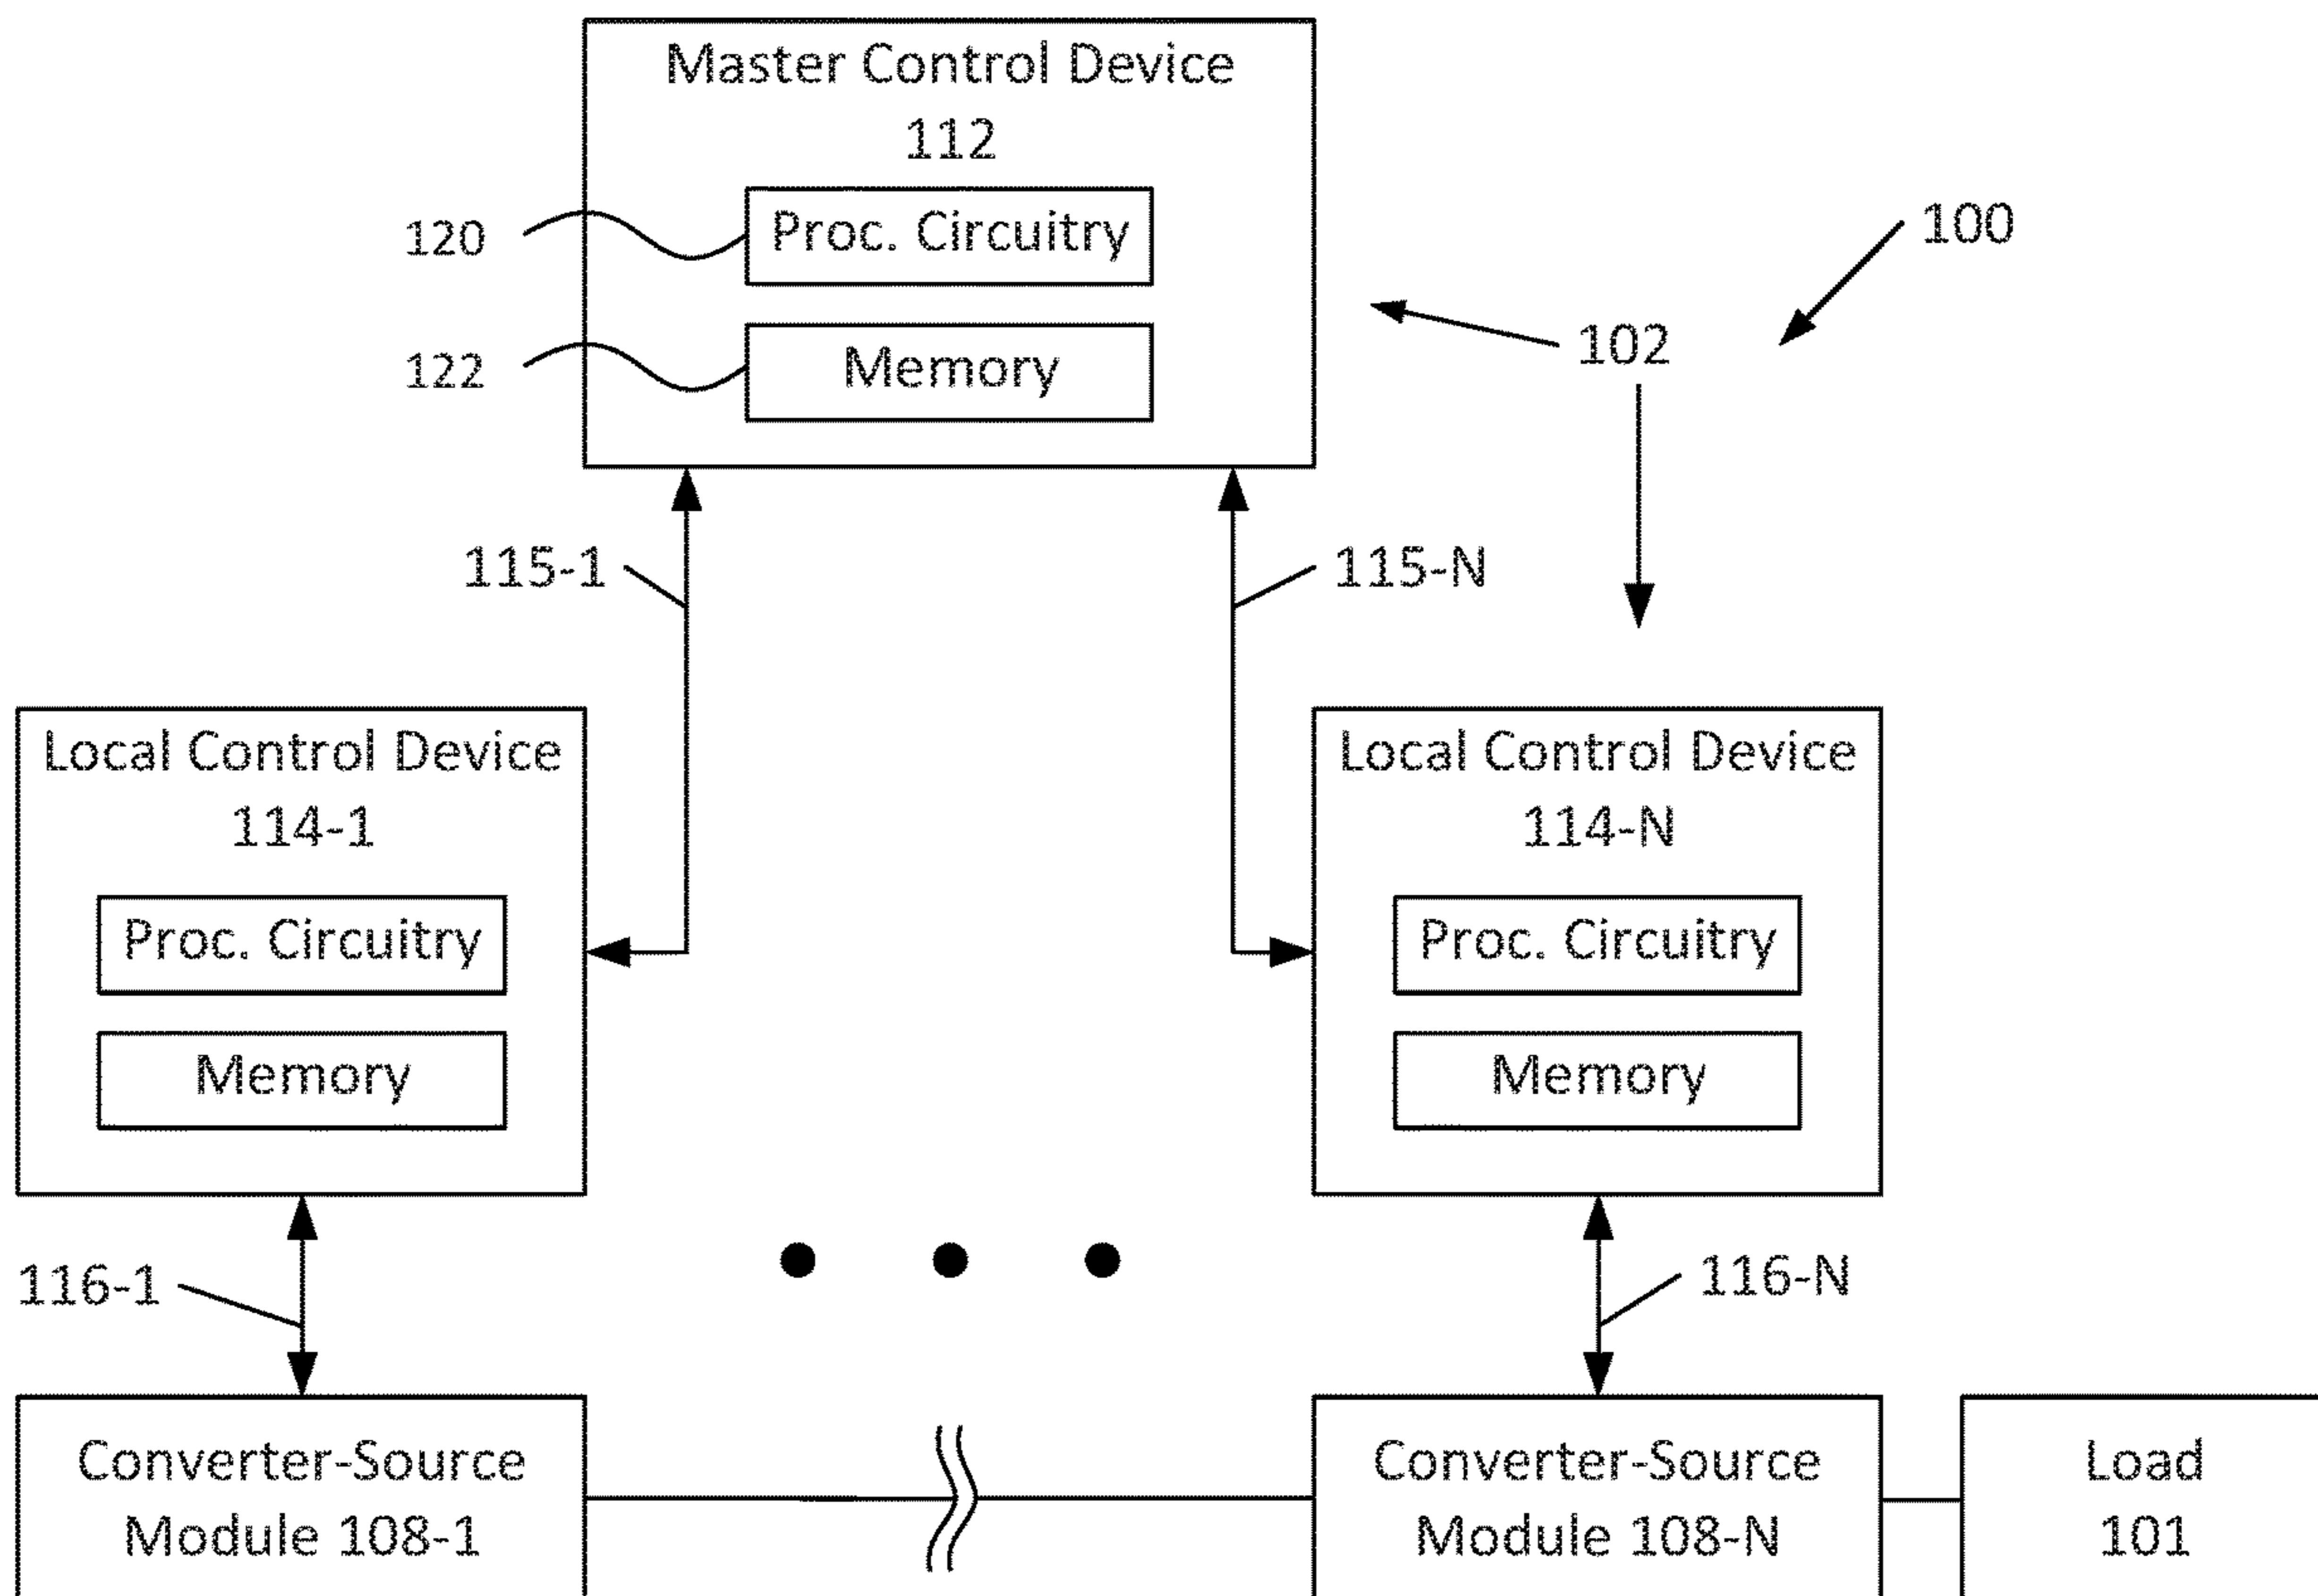 Master Control Device
112
120
Proc. Circuitry
100
122
Memory
102
115-1
115-N
Local Control Device
114-1
Proc. Circuitry
Memory
Local Control Device
114-N
Proc. Circuitry
Memory
116-1
116-N
Converter-Source
Module 108-1
Converter-Source
Module 108-N
Load
101